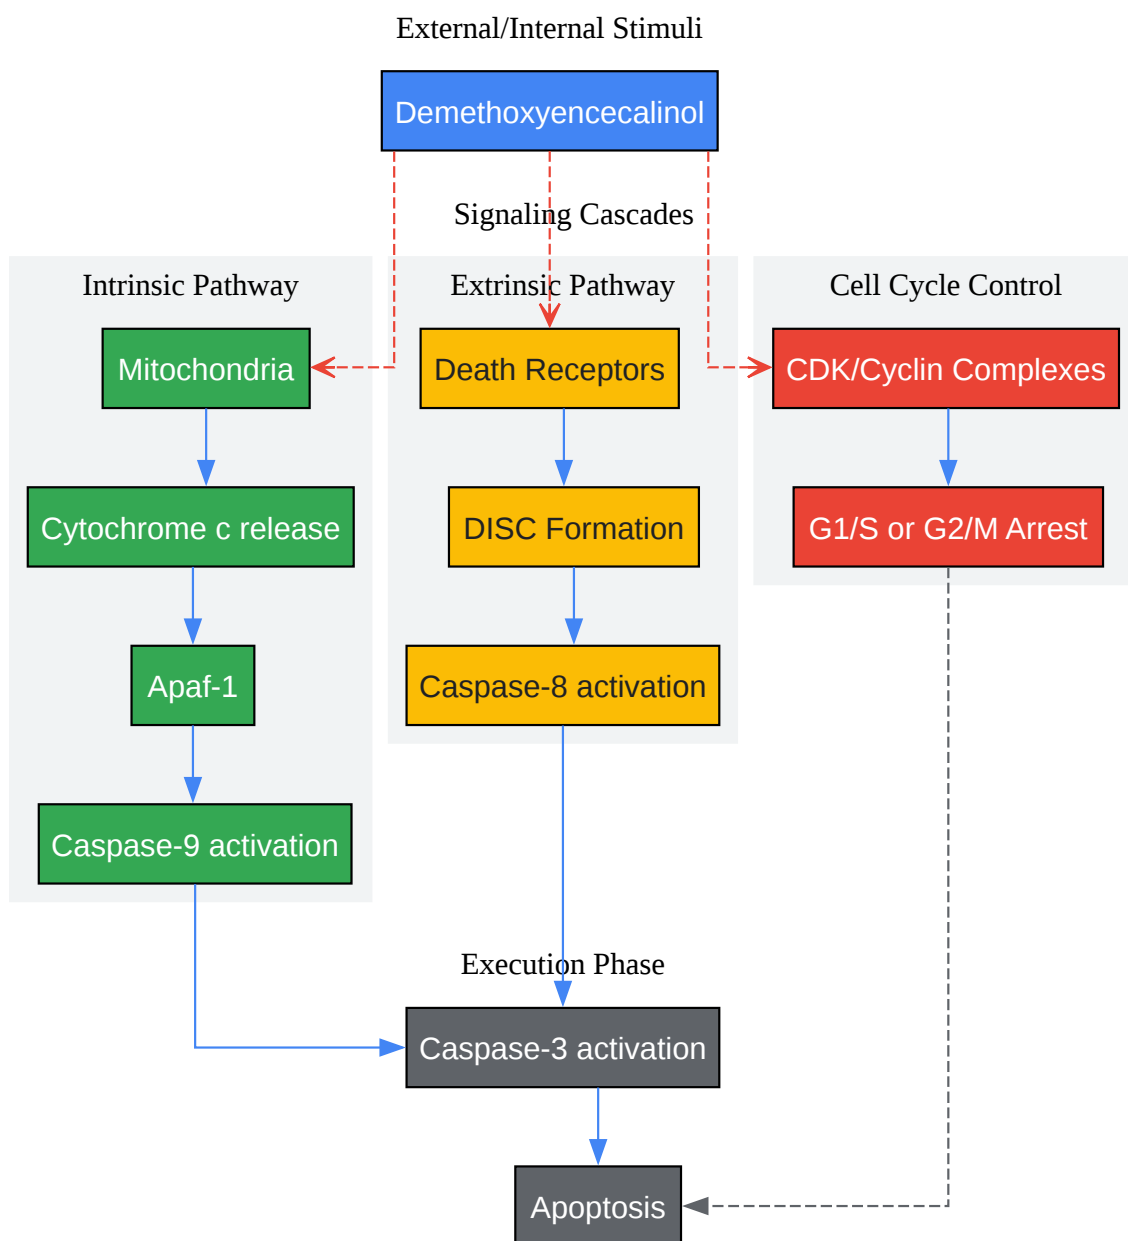 External/Internal Stimuli
Demethoxyencecalinol
Signaling Cascades
Intrinsic Pathway
Extrinsic Pathway
Cell Cycle Control
Mitochondria
Death Receptors
CDK/Cyclin Complexes
Cytochrome c release
DISC Formation
G1/S or G2/M Arrest
Apaf-1
Caspase-8 activation
Caspase-9 activation
Execution Phase
Caspase-3 activation
Apoptosis